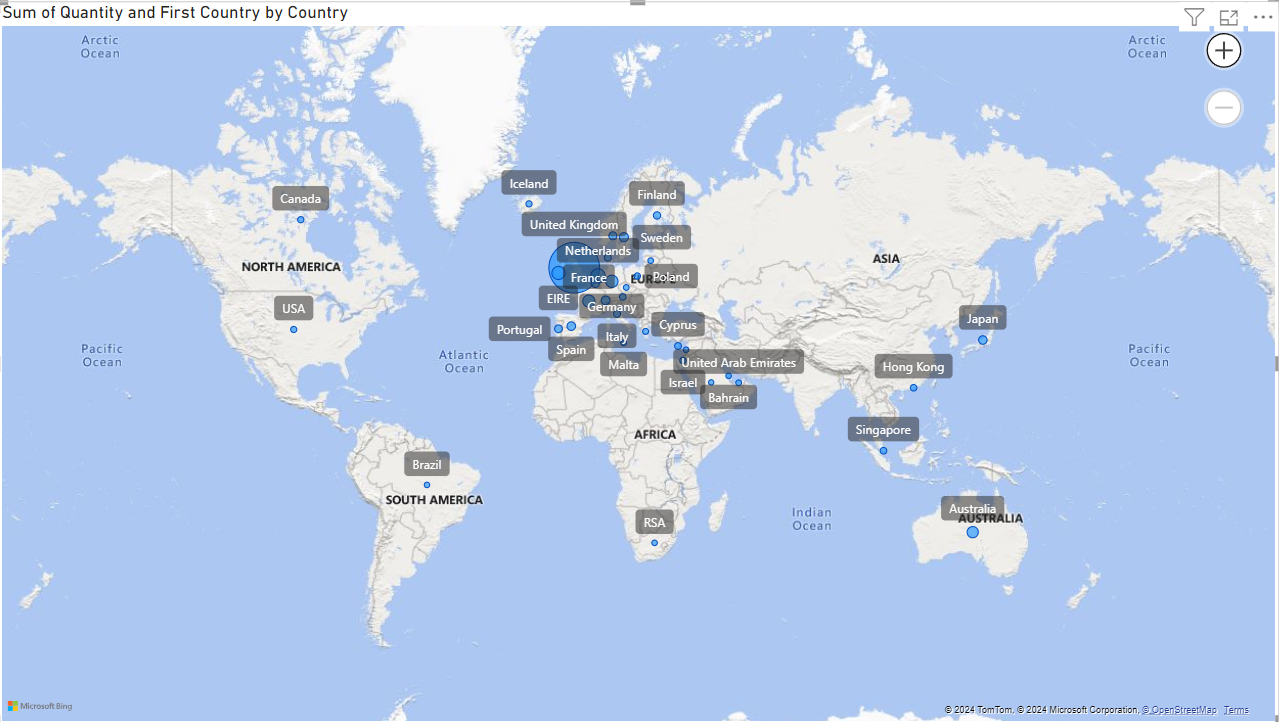 Sum of Quantity and First Country by Country
Arctic
Ocean
Arctic
Ocean
Iceland
Finland
Canada
United Kingdom
Sweden
Netherlands
ASIA
NORTH AMERICA
France
EUROPE
Poland
EIRE
Germany
USA
Japan
Portugal
Cyprus
Italy
Spain
Pacific
Ocean
Atlantic
Ocean
Pacific
Ocean
Malta
United Arab Emirates
Hong Kong
Israel
Bahrain
Singapore
AFRICA
Brazil
SOUTH AMERICA
Australia
AUSTRALIA
Indian
Ocean
RSA
Microsoft Bing
© 2024 TomTom, © 2024 Microsoft Corporation, © OpenStreetMap Terms